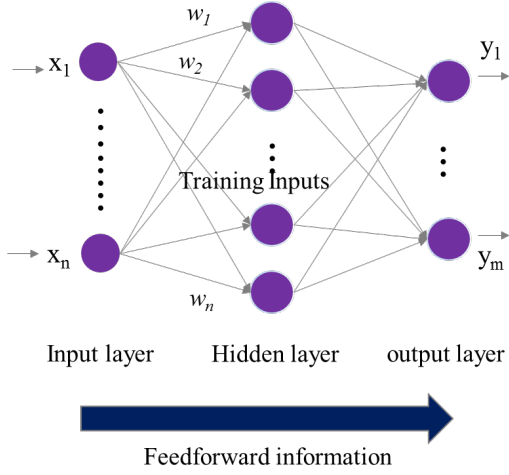 w1
x1
w2
y1
Training Inputs
xn
ym
wn
Input layer
Hidden layer
output layer
Feedforward information